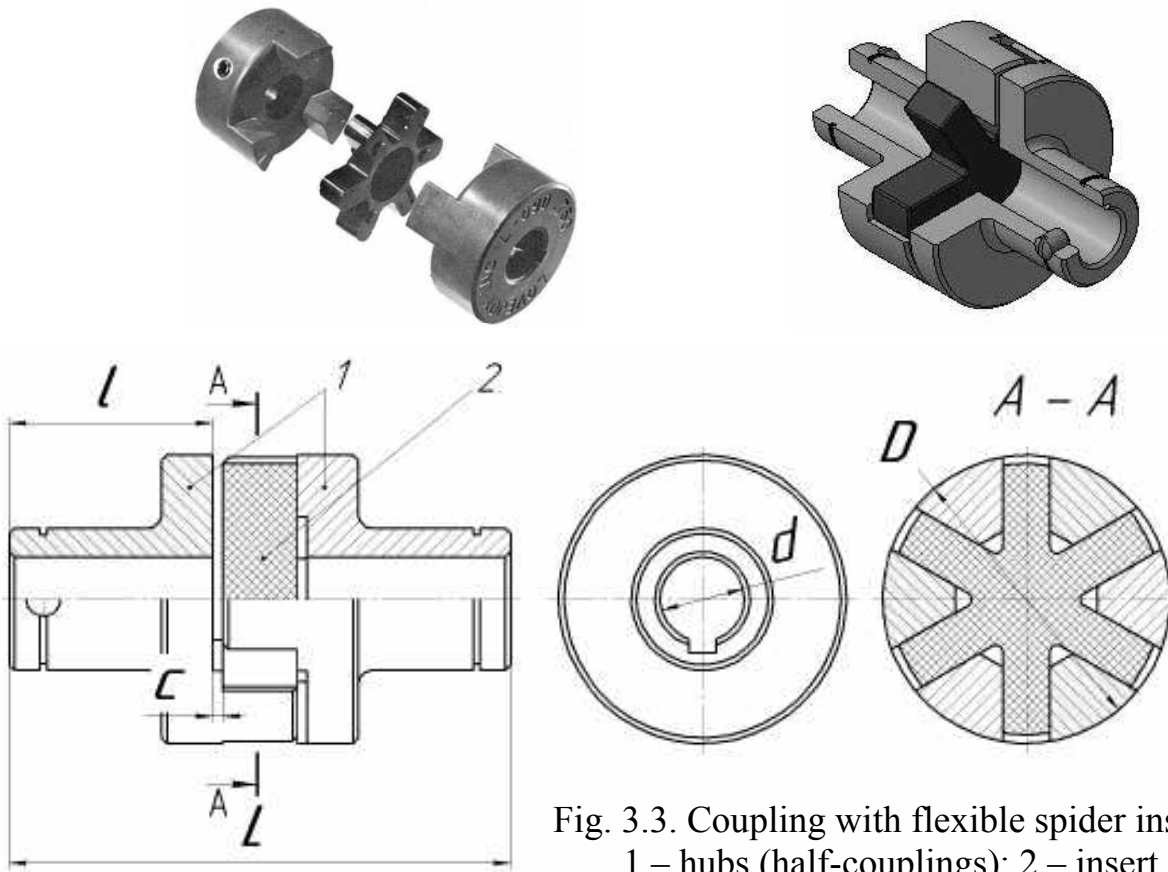 l
A
1
2
A – A
D
d
c
A
L
Fig. 3.3. Coupling with flexible spider ins
1 – hubs (half-couplings); 2 – insert